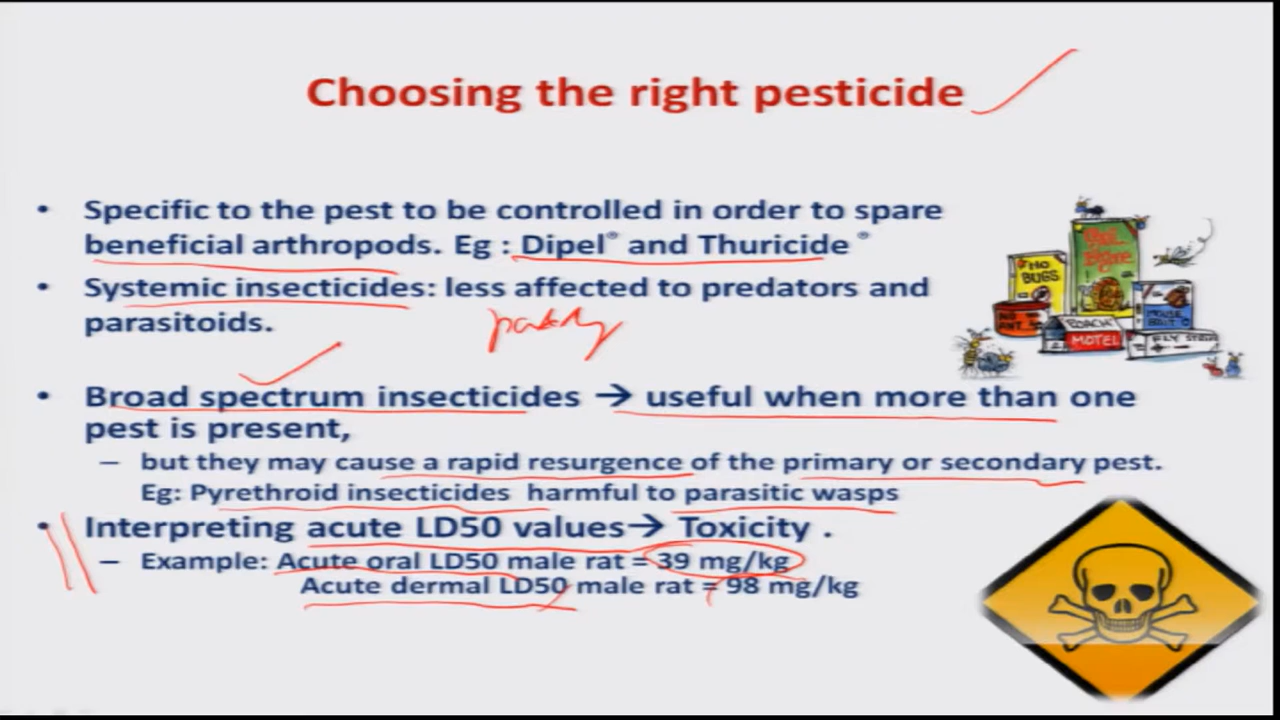 Choosing the right pesticide
• Specific to the pest to be controlled in order to spare
beneficial arthropods. Eg : Dipel® and Thuricide ®
• Systemic insecticides: less affected to predators and
parasitoids.
• Broad spectrum insecticides → useful when more than one
pest is present,
– but they may cause a rapid resurgence of the primary or secondary pest.
Eg: Pyrethroid insecticides harmful to parasitic wasps
• Interpreting acute LD50 values→ Toxicity .
– Example: Acute oral LD50 male rat = 39 mg/kg
Acute dermal LD50 male rat = 98 mg/kg
NO
BUGS
ROACH
MOTEL